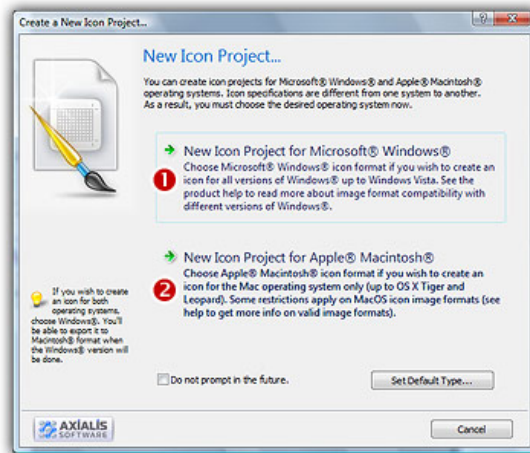 Create a New Icon Project...
New Icon Project...
You can create icon projects for Microsoft® Windows® and Apple® Macintosh®
operating systems. Icon specifications are different from one system to another.
As a result, you must choose the desired operating system now.
New Icon Project for Microsoft® Windows®
1
Choose Microsoft® Windows® icon format if you wish to create an
icon for all versions of Windows® up to Windows Vista. See the
product help to read more about image format compatibility with
different versions of Windows®.
New Icon Project for Apple® Macintosh®
2
Choose Apple® Macintosh® icon format if you wish to create an
icon for the Mac operating system only (up to OS X Tiger and
Leopard). Some restrictions apply on MacOS icon image formats (see
help to get more info on valid image formats).
If you wish to create
an icon for both
operating systems,
choose Windows®. You'll
be able to export it to
Macintosh® format when
the Windows® version will
be done.
Do not prompt in the future.
Set Default Type...
AXIALIS
SOFTWARE
Cancel